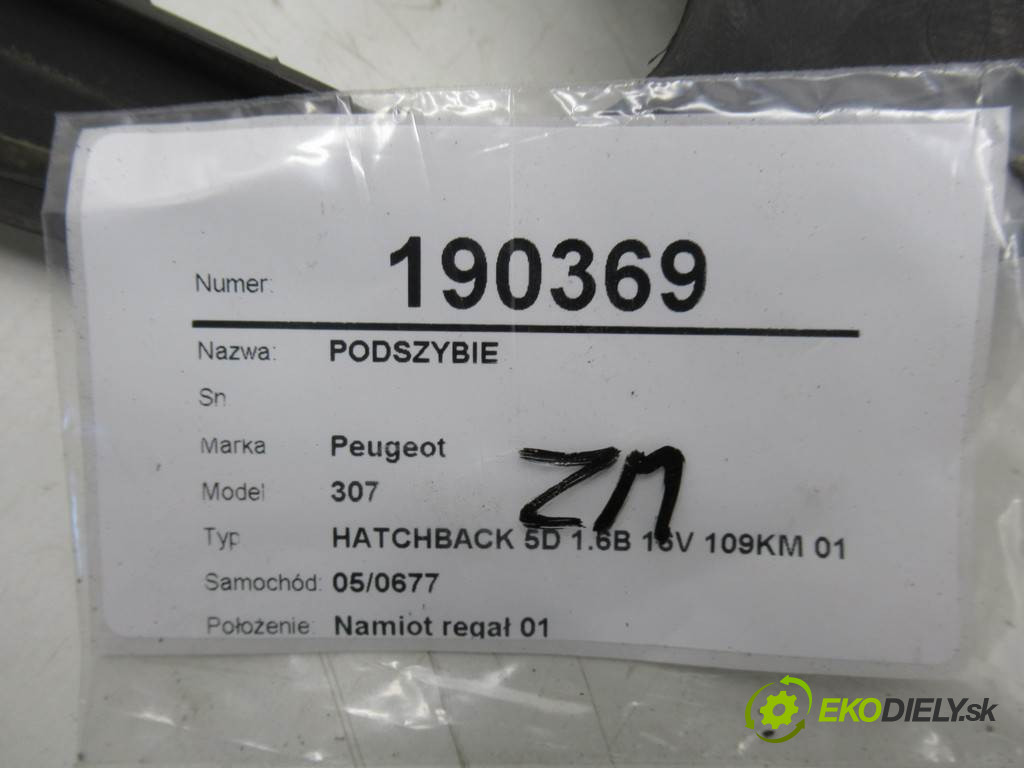 Numer: 190369
Nazwa: PODSZYBIE
Sn
Marka Peugeot
Model 307
Typ HATCHBACK 5D 1.6B 16V 109KM 01
Samochód: 05/0677
Położenie: Namiot regał 01
ZM
EKODIELY.sk